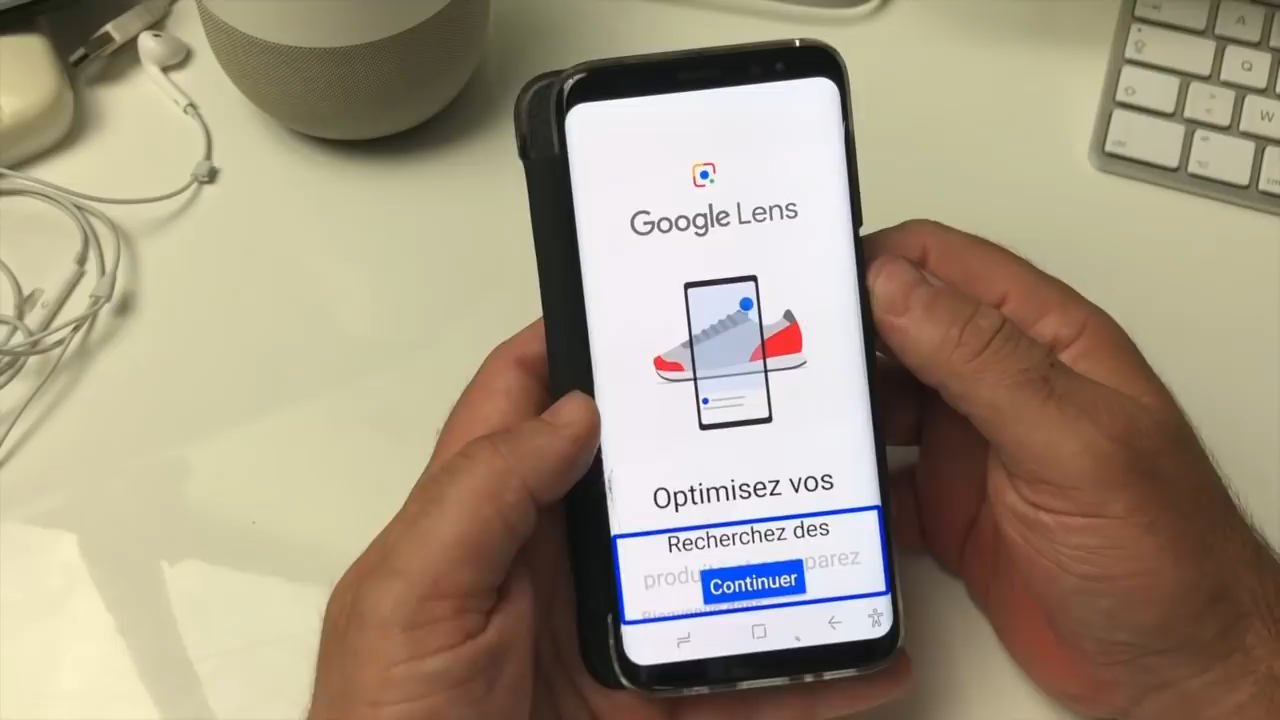 Google Lens
Optimisez vos
Recherchez des
Continuer
A
Q
W